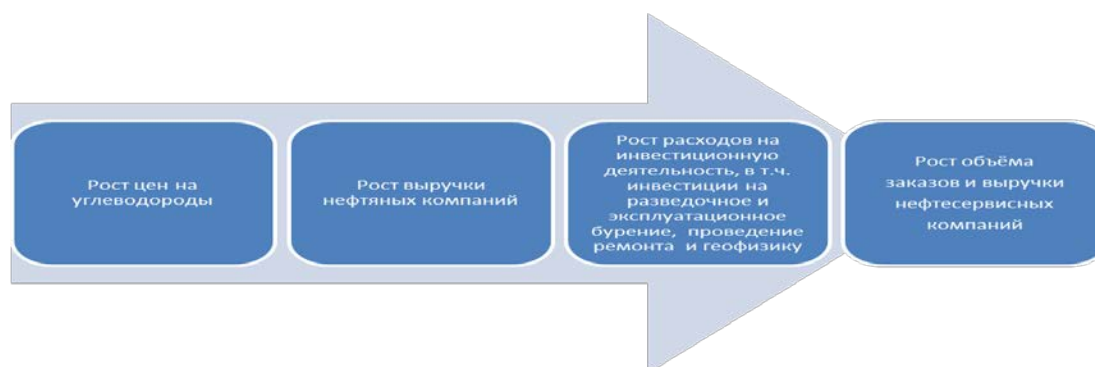 Рост цен на
углеводороды
Рост выручки
нефтяных компаний
Рост расходов на
инвестиционную
деятельность, в т.ч.
инвестиции на
разведочное и
эксплуатационное
бурение, проведение
ремонта и геофизику
Рост объёма
заказов и выручки
нефтесервисных
компаний